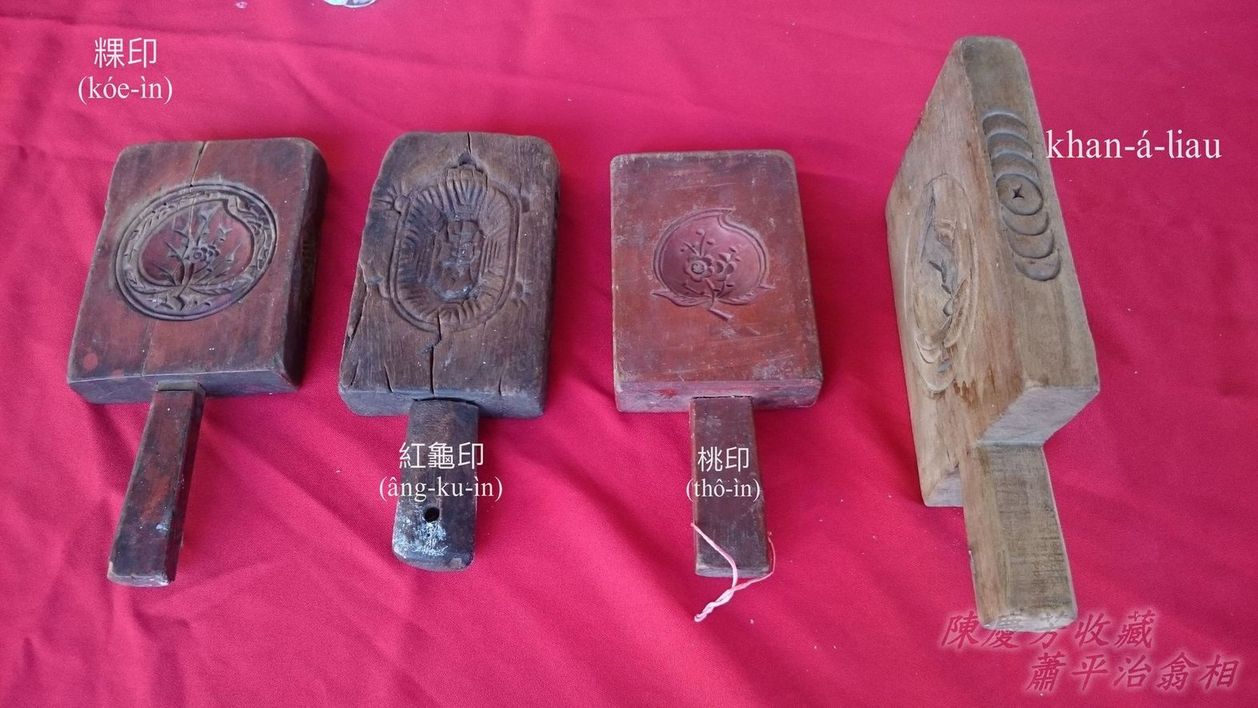 粿印
(kóe-ìn)
khan-á-liau
紅龜印
(âng-ku-ìn)
桃印
(thô-ìn)
陳慶芳收藏
蕭平治翕相